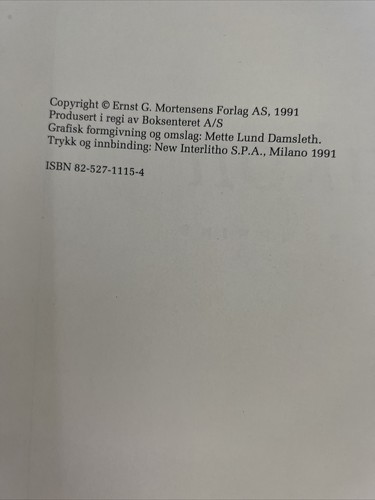 Copyright © Ernst G. Mortensens Forlag AS, 1991
Produsert i regi av Boksenteret A/S
Grafisk formgivning og omslag: Mette Lund Damsleth.
Trykk og innbinding: New Interlitho S.P.A., Milano 1991
ISBN 82-527-1115-4